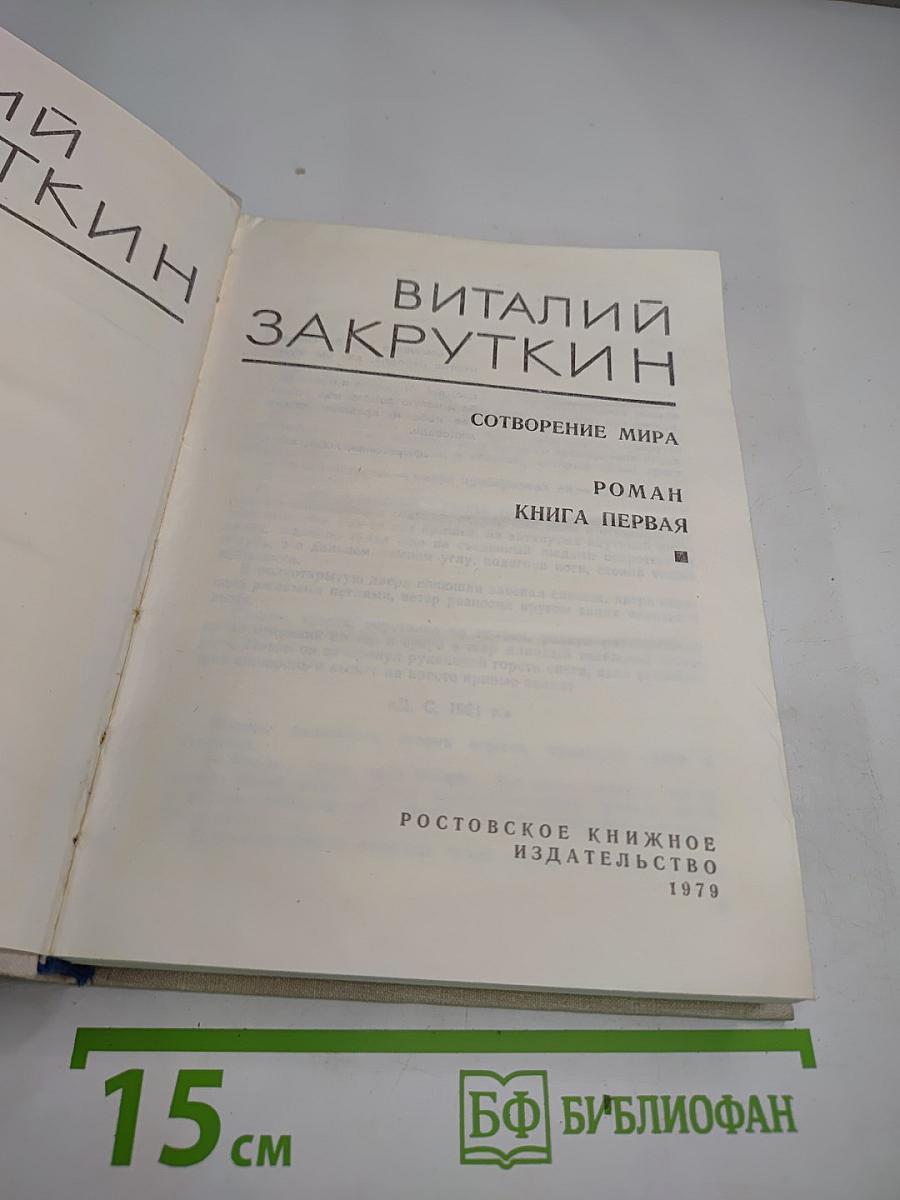 ИЙ
ТКИН
ВИТАЛИЙ
ЗАКРУТКИН
СОТВОРЕНИЕ МИРА
РОМАН
КНИГА ПЕРВАЯ
РОСТОВСКОЕ КНИЖНОЕ
ИЗДАТЕЛЬСТВО
1979
15 см
БФ БИБЛИОФАН